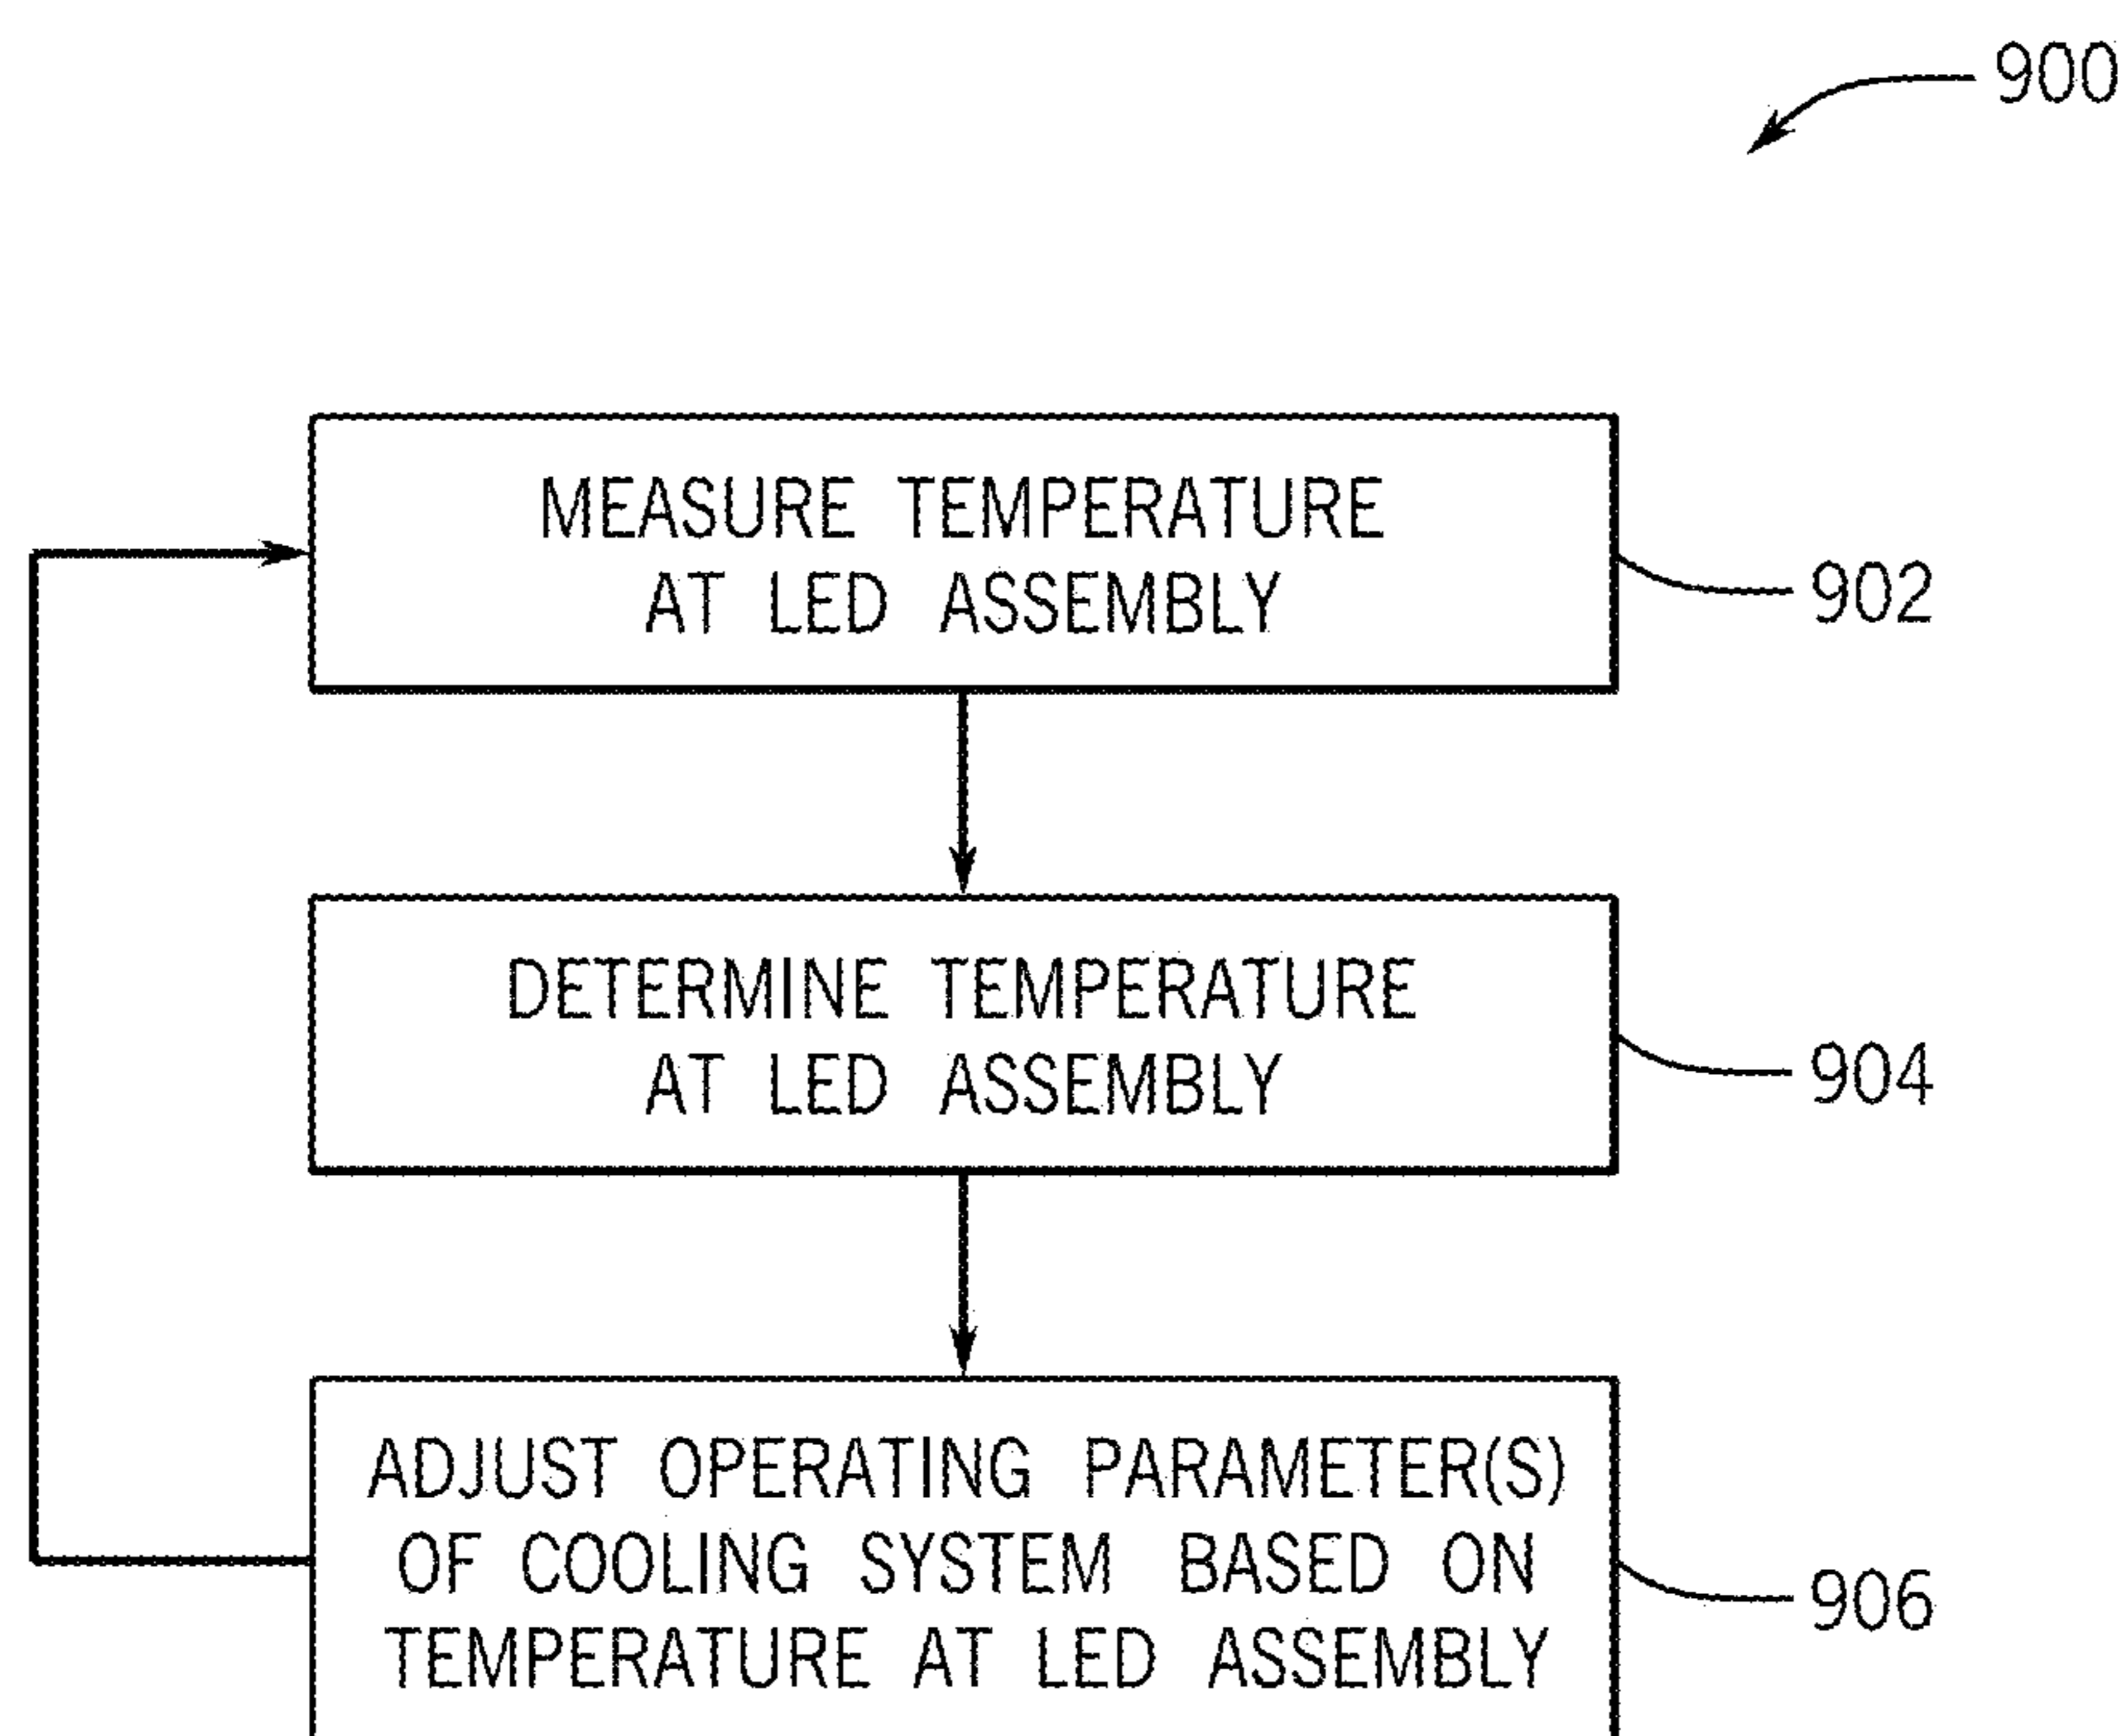 900
MEASURE TEMPERATURE
AT LED ASSEMBLY
902
DETERMINE TEMPERATURE
AT LED ASSEMBLY
904
ADJUST OPERATING PARAMETER(S)
OF COOLING SYSTEM BASED ON
TEMPERATURE AT LED ASSEMBLY
906